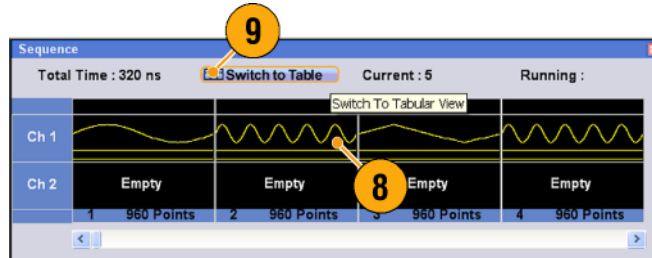 9
Sequence
Total Time : 320 ns Switch to Table Current : 5 Running :
Switch To Tabular View
Ch 1
8
Ch 2 Empty Empty Empty Empty
1 960 Points 2 960 Points 3 960 Points 4 960 Points